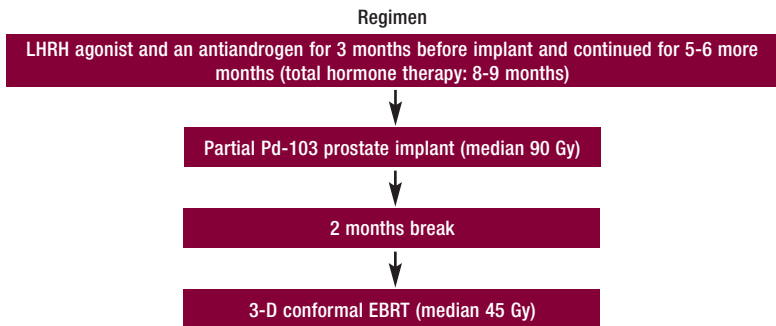 Regimen
LHRH agonist and an antiandrogen for 3 months before implant and continued for 5-6 more
months (total hormone therapy: 8-9 months)
Partial Pd-103 prostate implant (median 90 Gy)
2 months break
3-D conformal EBRT (median 45 Gy)